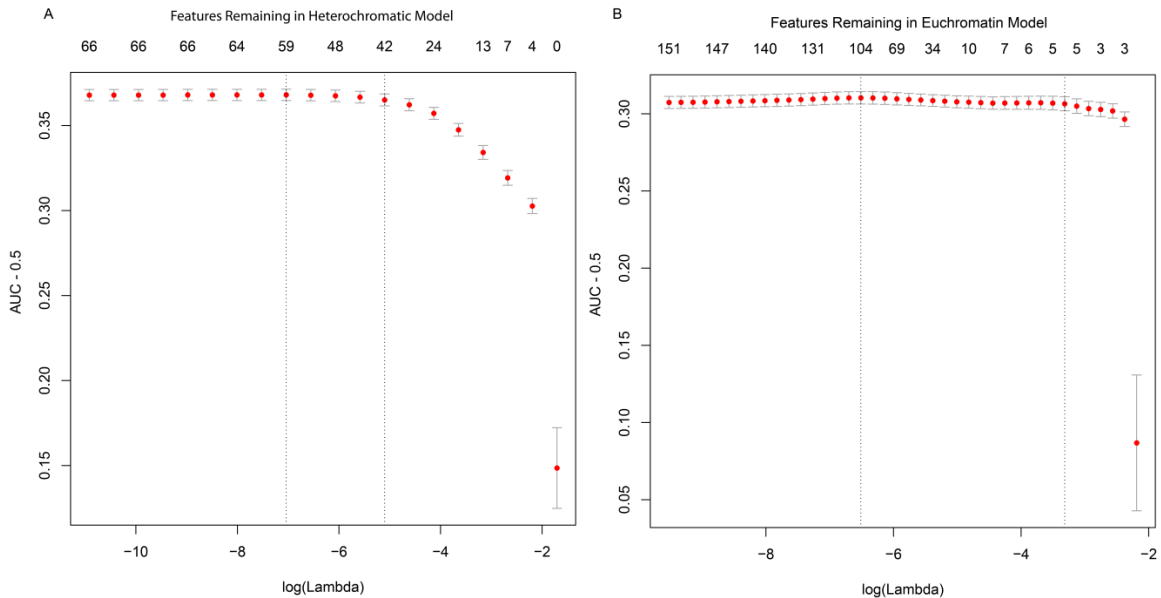 A
Features Remaining in Heterochromatic Model
66 66 66 64 59 48 42 24 13 7 4 0
0.35
0.30
0.25
0.20
0.15
AUC - 0.5
−10 −8 −6 −4 −2
log(Lambda)
B
Features Remaining in Euchromatin Model
151 147 140 131 104 69 34 10 7 6 5 5 3 3
0.30
0.25
0.20
0.15
0.10
0.05
AUC - 0.5
−8 −6 −4 −2
log(Lambda)